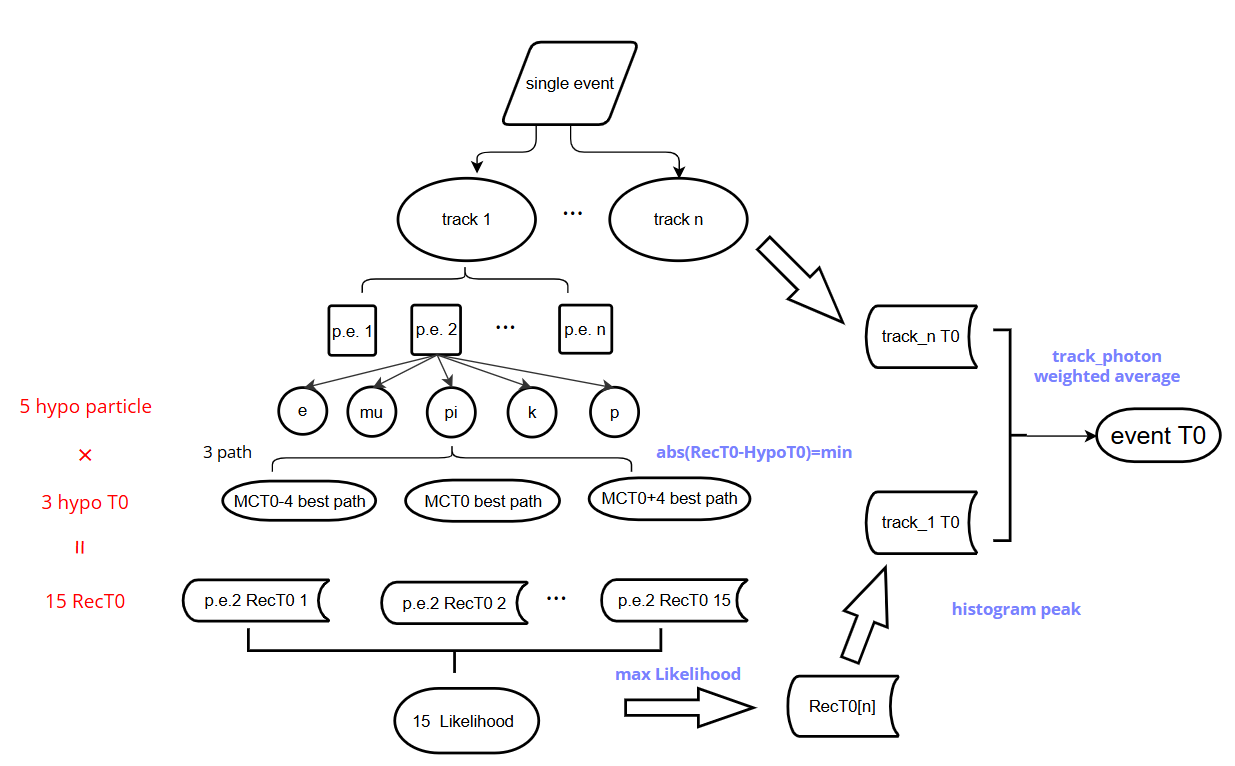 single event
track 1
...
track n
p.e. 1
p.e. 2
...
p.e. n
track_n T0
track_photon
weighted average
5 hypo particle
e
mu
pi
k
p
event T0
×
3 path
abs(RecT0-HypoT0)=min
3 hypo T0
MCT0-4 best path
MCT0 best path
MCT0+4 best path
track_1 T0
=
15 RecT0
p.e.2 RecT0 1
p.e.2 RecT0 2
...
p.e.2 RecT0 15
histogram peak
max Likelihood
15 Likelihood
RecT0[n]